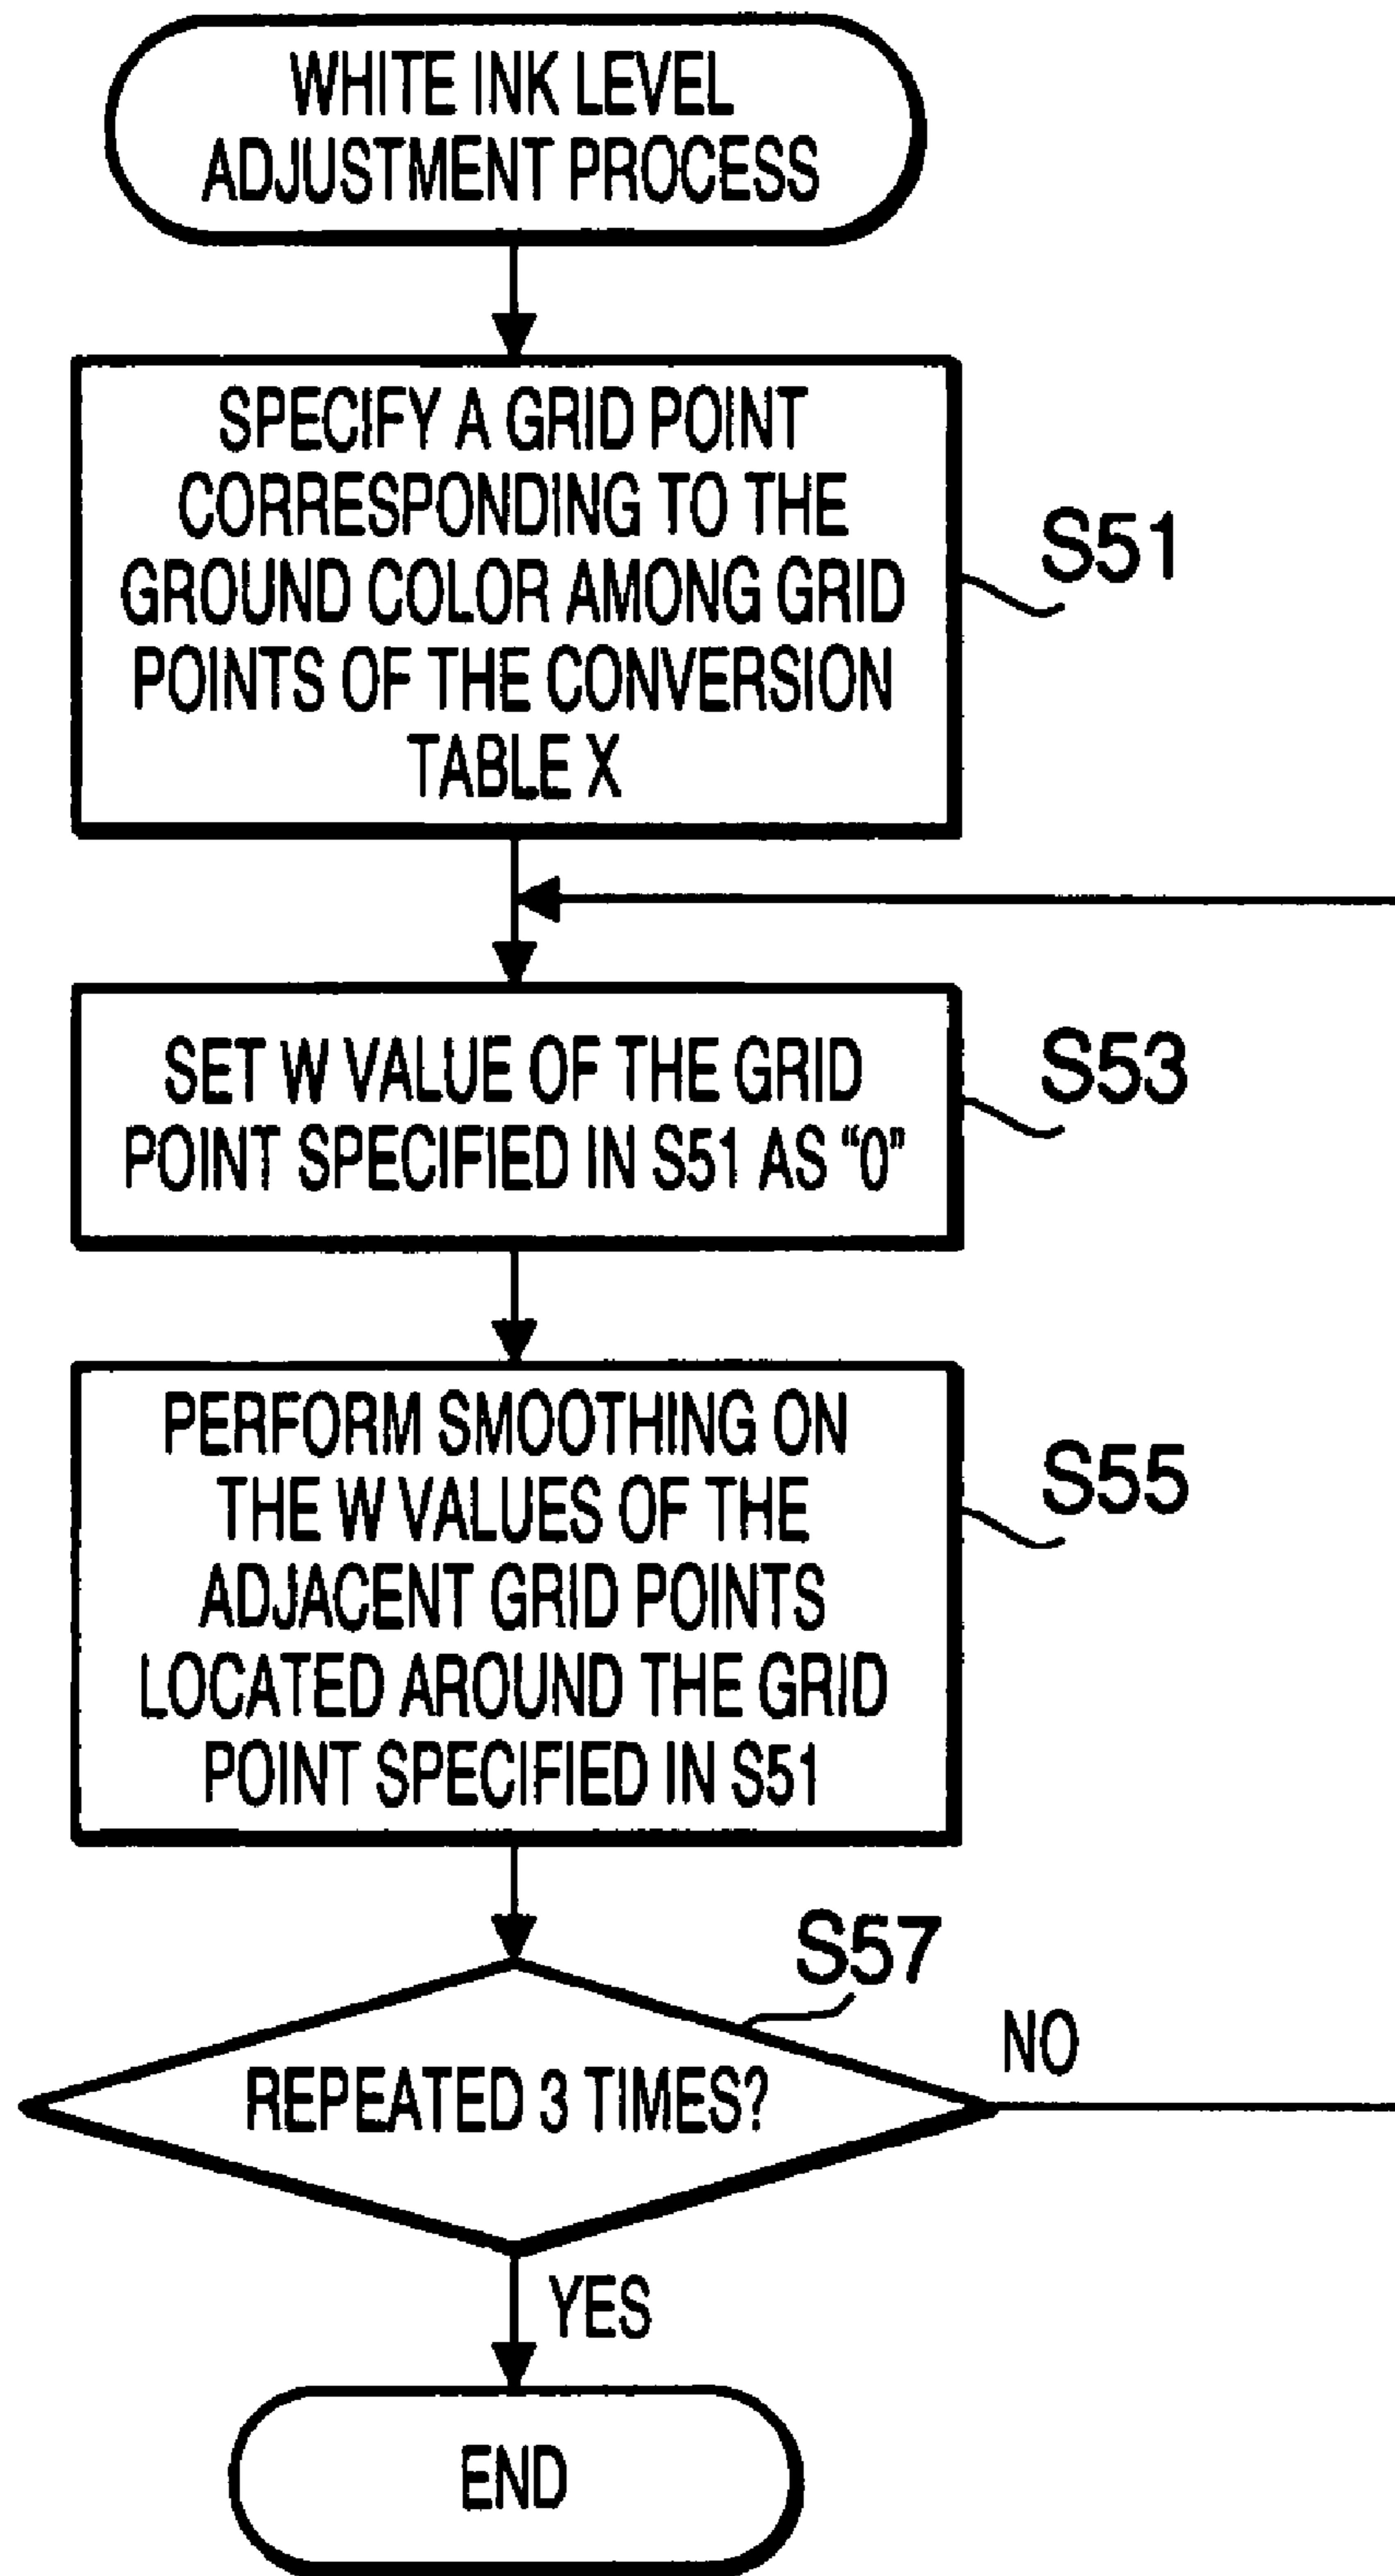 WHITE INK LEVEL
ADJUSTMENT PROCESS
SPECIFY A GRID POINT
CORRESPONDING TO THE
GROUND COLOR AMONG GRID
POINTS OF THE CONVERSION
TABLE X
S51
SET W VALUE OF THE GRID
POINT SPECIFIED IN S51 AS “0”
S53
PERFORM SMOOTHING ON
THE W VALUES OF THE
ADJACENT GRID POINTS
LOCATED AROUND THE GRID
POINT SPECIFIED IN S51
S55
S57
REPEATED 3 TIMES?
NO
YES
END